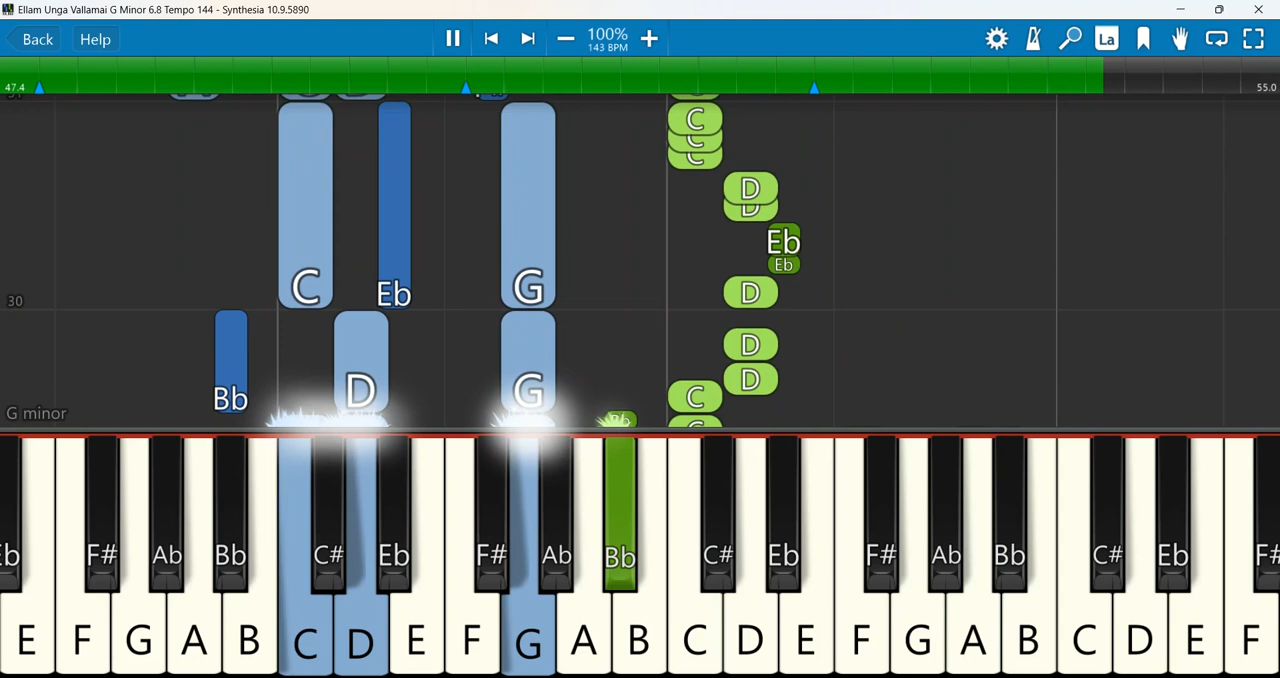 Ellam Unga Vallamai G Minor 6.8 Tempo 144 - Synthesia 10.9.5890
Back Help 100% La
143 BPM
47.4 55.0
C
C
C
D
D
Eb
Eb
C Eb G D
30
D
D
Bb D G C
G minor Bb
F# Ab Bb C# Eb F# Ab Bb C# Eb F# Ab Bb C# Eb
E F G A B C D E F G A B C D E F G A B C D E F